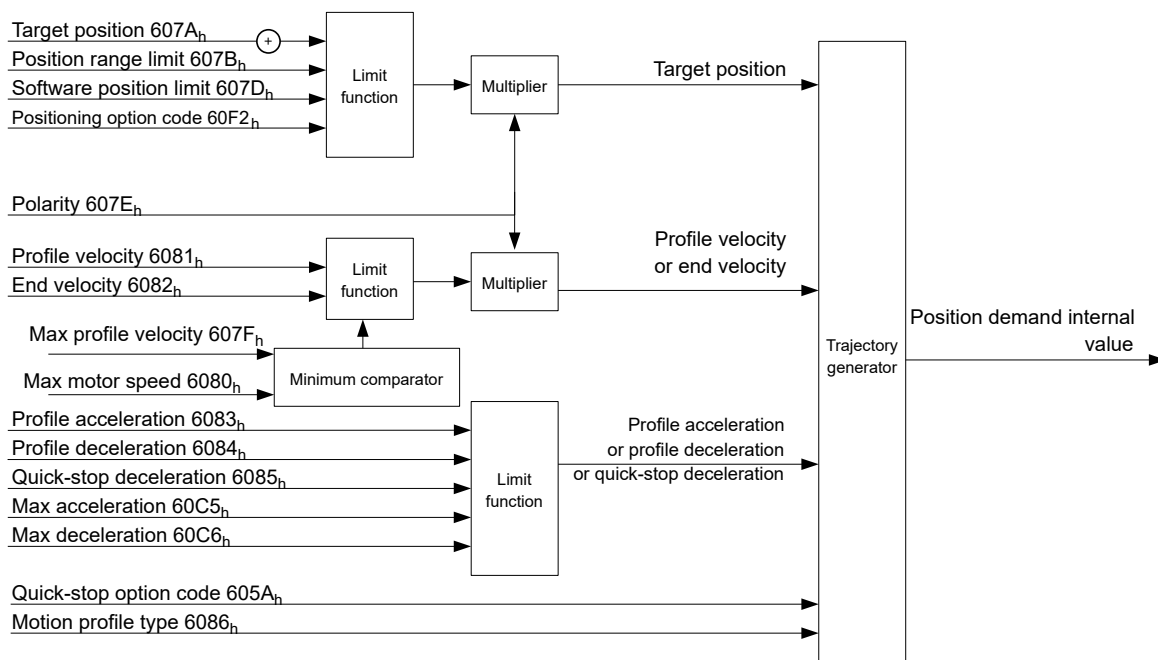 Target position 607Ah
+
Position range limit 607Bh
Software position limit 607Dh
Positioning option code 60F2h
Limit
function
Multiplier
Target position
Polarity 607Eh
Profile velocity 6081h
End velocity 6082h
Limit
function
Multiplier
Profile velocity
or end velocity
Max profile velocity 607Fh
Max motor speed 6080h
Minimum comparator
Trajectory
generator
Position demand internal
value
Profile acceleration 6083h
Profile deceleration 6084h
Quick-stop deceleration 6085h
Max acceleration 60C5h
Max deceleration 60C6h
Limit
function
Profile acceleration
or profile deceleration
or quick-stop deceleration
Quick-stop option code 605Ah
Motion profile type 6086h